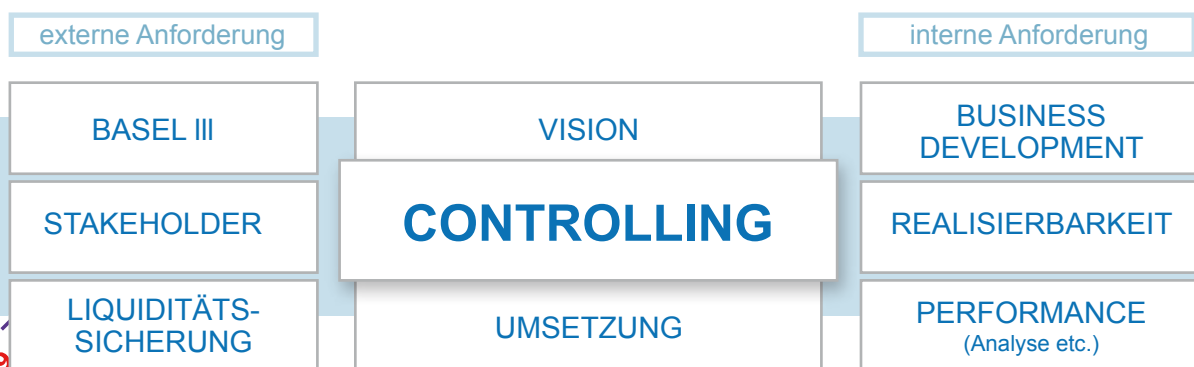 externe Anforderung
interne Anforderung
BASEL III
VISION
BUSINESS
DEVELOPMENT
STAKEHOLDER
CONTROLLING
REALISIERBARKEIT
LIQUIDITÄTS-
SICHERUNG
UMSETZUNG
PERFORMANCE
(Analyse etc.)